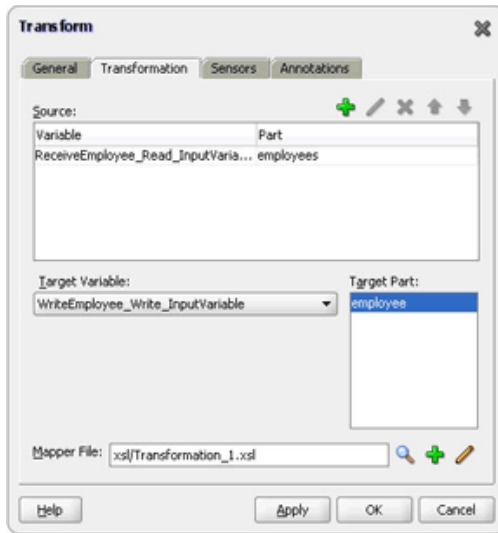 Transform
General Transformation Sensors Annotations
Source:
Variable Part
ReceiveEmployee_Read_InputVaria... employees
Target Variable: Target Part:
WriteEmployee_Write_InputVariable employee
Mapper File: xsl/Transformation_1.xsl
Help Apply OK Cancel